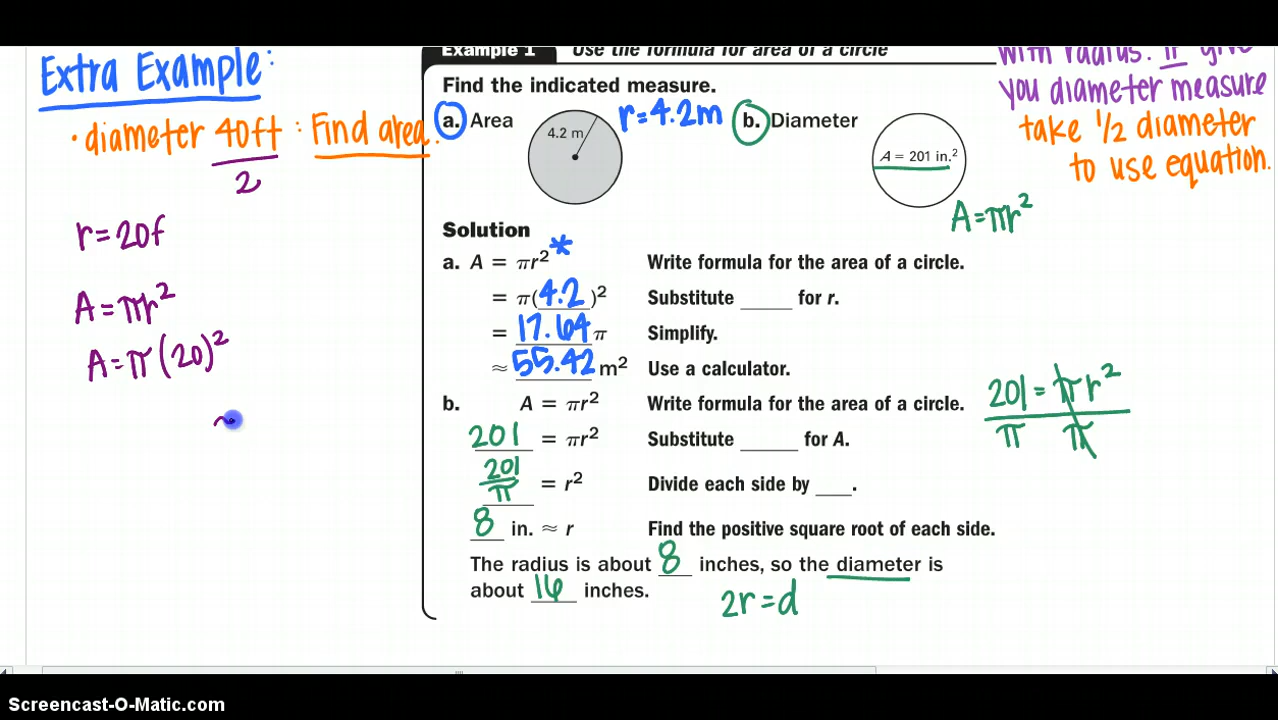 Extra Example:
• diameter 40ft : Find area.
2
r = 20f
A = πr²
A = π(20)²
≈
Example 1 Use the formula for area of a circle
Find the indicated measure.
a. Area
4.2 m
r = 4.2m
b. Diameter
A = 201 in.²
A = πr²
with radius. If give
you diameter measure
take 1/2 diameter
to use equation.
Solution
a. A = πr² * Write formula for the area of a circle.
= π(4.2)² Substitute _____ for r.
= 17.64 π Simplify.
≈ 55.42 m² Use a calculator.
b. A = πr² Write formula for the area of a circle.
201 = πr² Substitute _____ for A.
201/π = r² Divide each side by ____.
8 in. ≈ r Find the positive square root of each side.
The radius is about 8 inches, so the diameter is
about 16 inches.
2r = d
201 = πr²
π π
Screencast-O-Matic.com